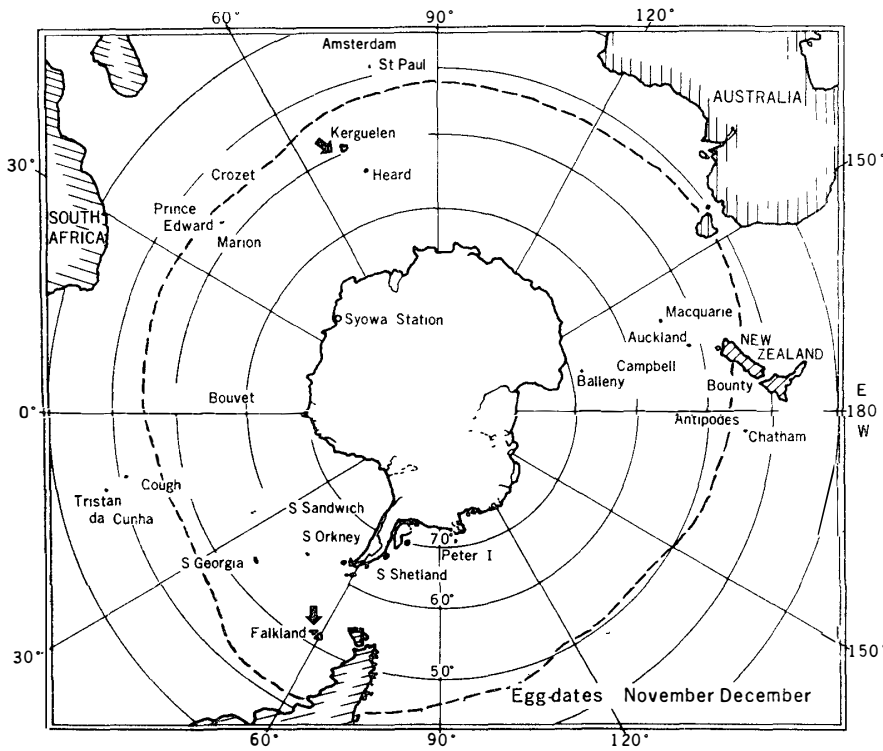 60°
90°
120°
Amsterdam
St Paul
AUSTRALIA
Kerguelen
30°
150°
Crozet
Heard
Prince
Edward
SOUTH
AFRICA
Marion
Syowa Station
Macquarie
Auckland
NEW
ZEALAND
Campbell
Balleny
Bouvet
Bounty
E
0°
180°
W
Antipodes
Chatham
Cough
Tristan
da Cunha
S Sandwich
S Orkney
70°
Peter I
S Georgia
S Shetland
60°
Falkland
30°
150°
50°
Egg dates November December
60°
90°
120°